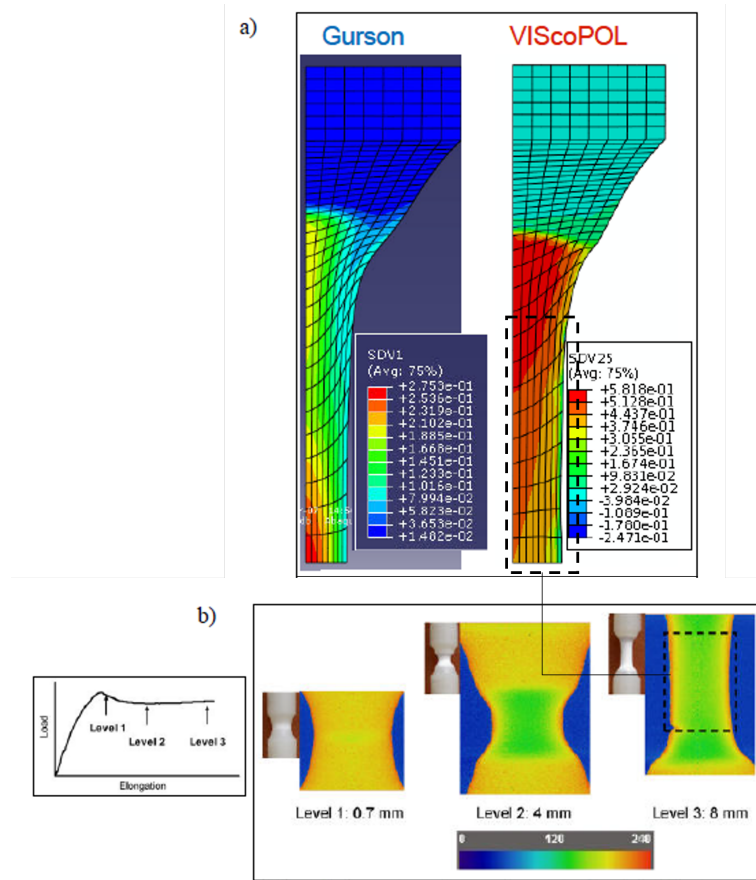 a)
Gurson
VIScoPOL
SDV1
(Avg: 75%)
+2.753e-01
+2.536e-01
+2.319e-01
+2.102e-01
+1.885e-01
+1.668e-01
+1.451e-01
+1.233e-01
+1.016e-01
+7.994e-02
+5.823e-02
+3.653e-02
+1.482e-02
SDV25
(Avg: 75%)
+5.818e-01
+5.128e-01
+4.437e-01
+3.746e-01
+3.055e-01
+2.365e-01
+1.674e-01
+9.831e-02
+2.924e-02
-3.984e-02
-1.089e-01
-1.780e-01
-2.471e-01
b)
Load
Level 1
Level 2
Level 3
Elongation
Level 1: 0.7 mm
Level 2: 4 mm
Level 3: 8 mm
0 120 240